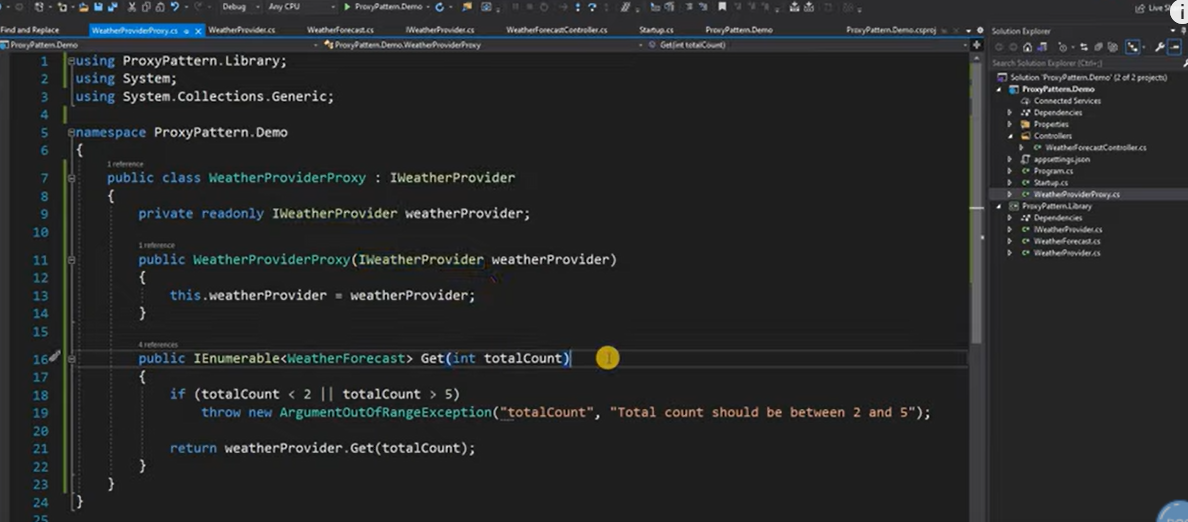 Debug Any CPU ProxyPattern.Demo Live Sh
Find and Replace WeatherProviderProxy.cs WeatherProvider.cs WeatherForecast.cs IWeatherProvider.cs WeatherForecastController.cs Startup.cs ProxyPattern.Demo ProxyPattern.Demo.csproj
ProxyPattern.Demo ProxyPattern.Demo.WeatherProviderProxy Get(int totalCount)
1 using ProxyPattern.Library;
2 using System;
3 using System.Collections.Generic;
4
5 namespace ProxyPattern.Demo
6 {
1 reference
7 public class WeatherProviderProxy : IWeatherProvider
8 {
9 private readonly IWeatherProvider weatherProvider;
10
1 reference
11 public WeatherProviderProxy(IWeatherProvider weatherProvider)
12 {
13 this.weatherProvider = weatherProvider;
14 }
15
4 references
16 public IEnumerable<WeatherForecast> Get(int totalCount)
17 {
18 if (totalCount < 2 || totalCount > 5)
19 throw new ArgumentOutOfRangeException("totalCount", "Total count should be between 2 and 5");
20
21 return weatherProvider.Get(totalCount);
22 }
23 }
24 }
25
Solution Explorer
Search Solution Explorer (Ctrl+;)
Solution 'ProxyPattern.Demo' (2 of 2 projects)
ProxyPattern.Demo
Connected Services
Dependencies
Properties
Controllers
WeatherForecastController.cs
appsettings.json
Program.cs
Startup.cs
WeatherProviderProxy.cs
ProxyPattern.Library
Dependencies
IWeatherProvider.cs
WeatherForecast.cs
WeatherProvider.cs